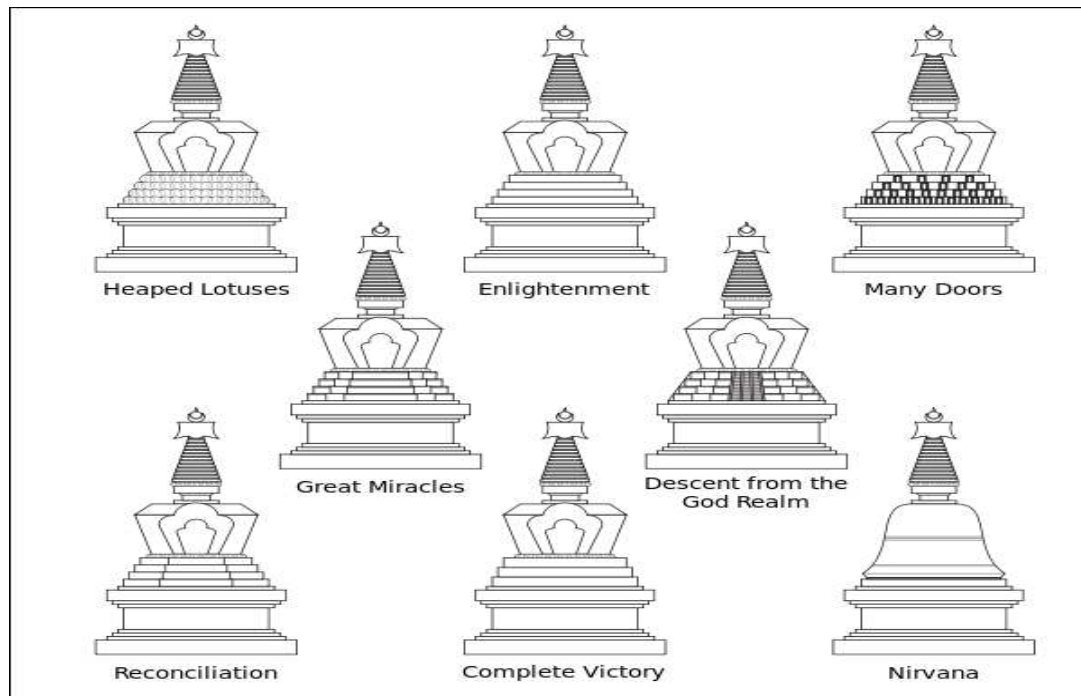 Heaped Lotuses
Enlightenment
Many Doors
Great Miracles
Descent from the
God Realm
Reconciliation
Complete Victory
Nirvana